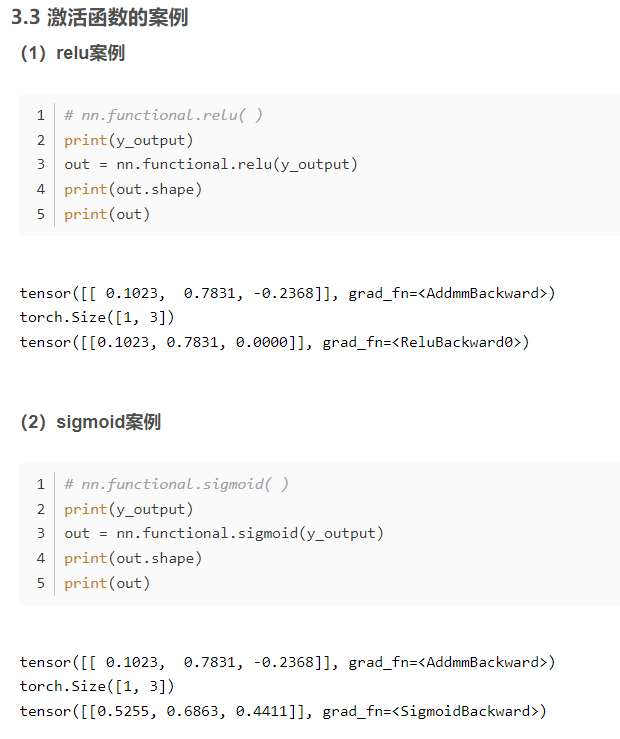 3.3 激活函数的案例
（1）relu案例
1 # nn.functional.relu( )
2 print(y_output)
3 out = nn.functional.relu(y_output)
4 print(out.shape)
5 print(out)
tensor([[ 0.1023,  0.7831, -0.2368]], grad_fn=<AddmmBackward>)
torch.Size([1, 3])
tensor([[0.1023, 0.7831, 0.0000]], grad_fn=<ReluBackward0>)
（2）sigmoid案例
1 # nn.functional.sigmoid( )
2 print(y_output)
3 out = nn.functional.sigmoid(y_output)
4 print(out.shape)
5 print(out)
tensor([[ 0.1023,  0.7831, -0.2368]], grad_fn=<AddmmBackward>)
torch.Size([1, 3])
tensor([[0.5255, 0.6863, 0.4411]], grad_fn=<SigmoidBackward>)